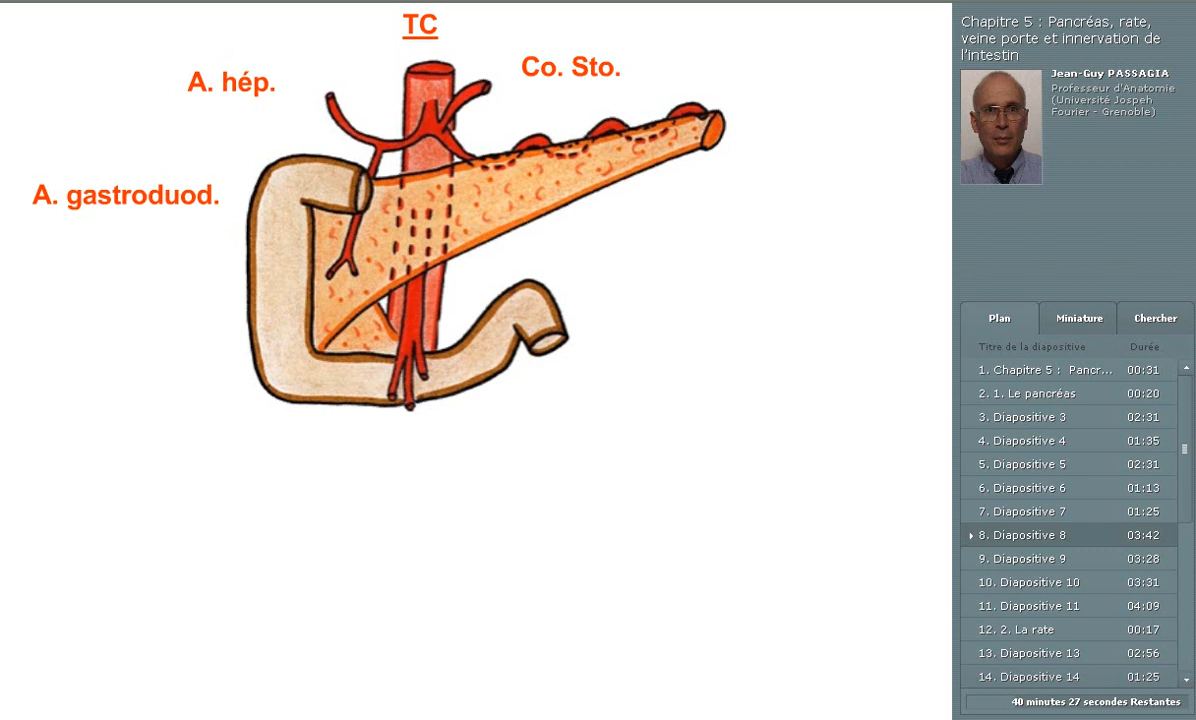 TC
A. hép.
Co. Sto.
A. gastroduod.
Chapitre 5 : Pancréas, rate,
veine porte et innervation de
l'intestin
Jean-Guy PASSAGIA
Professeur d'Anatomie
(Université Jospeh
Fourier - Grenoble)
Plan
Miniature
Chercher
Titre de la diapositive Durée
1. Chapitre 5 : Pancr... 00:31
2. 1. Le pancréas 00:20
3. Diapositive 3 02:31
4. Diapositive 4 01:35
5. Diapositive 5 02:31
6. Diapositive 6 01:13
7. Diapositive 7 01:25
8. Diapositive 8 03:42
9. Diapositive 9 03:28
10. Diapositive 10 03:31
11. Diapositive 11 04:09
12. 2. La rate 00:17
13. Diapositive 13 02:56
14. Diapositive 14 01:25
40 minutes 27 secondes Restantes